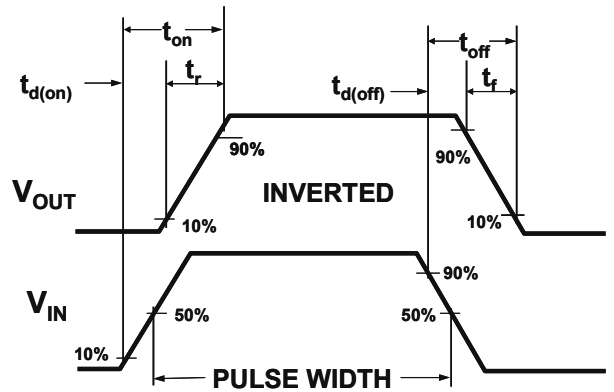 t_on
t_off
t_d(on)
t_r
t_d(off)
t_f
90%
90%
V_OUT
INVERTED
10%
10%
90%
V_IN
50%
50%
10%
PULSE WIDTH